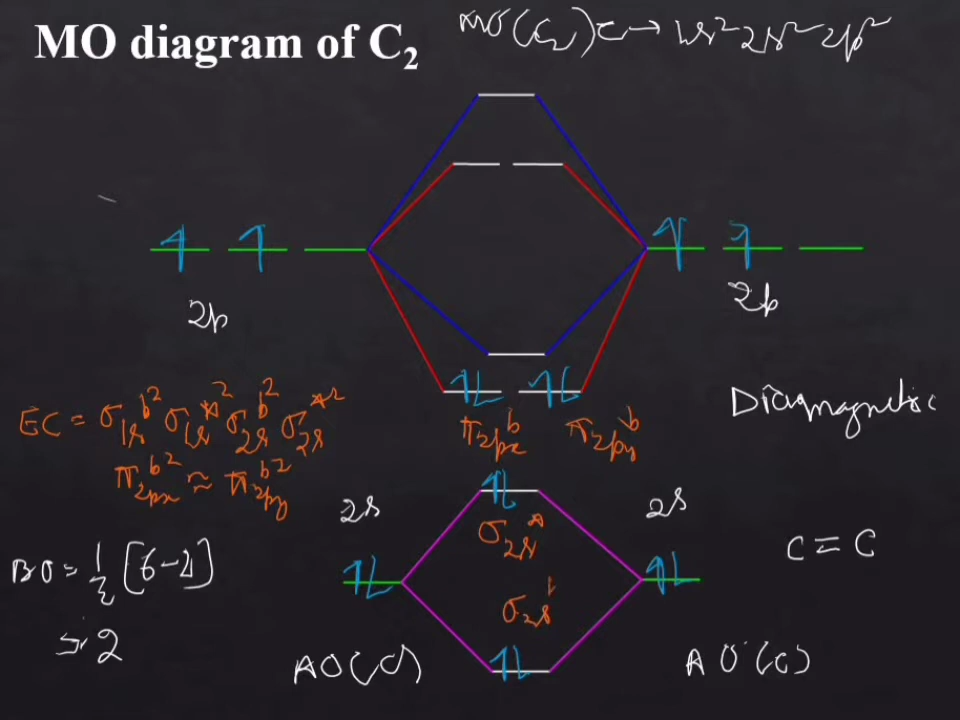 MO diagram of C₂
MO(C₂) C → 1s² 2s² 2p²
2p
2p
Diamagnetic
EC = σ1s^b² σ1s^*² σ2s^b² σ2s^*²
π2px^b² ≈ π2py^b²
π2px^b π2py^b
2s
2s
σ2s^*
C = C
BO = 1/2 [6-2]
σ2s^b
2
AO(C)
AO(C)